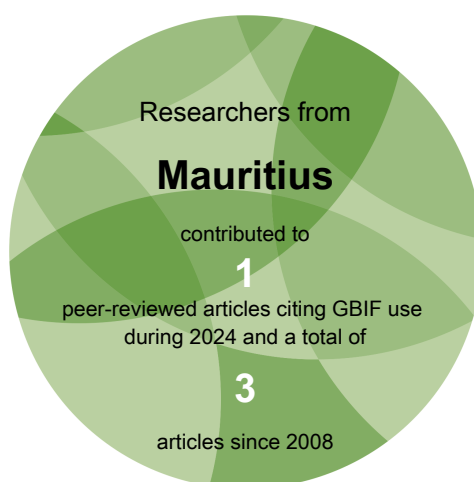 Researchers from
Mauritius
contributed to
1
peer-reviewed articles citing GBIF use
during 2024 and a total of
3
articles since 2008